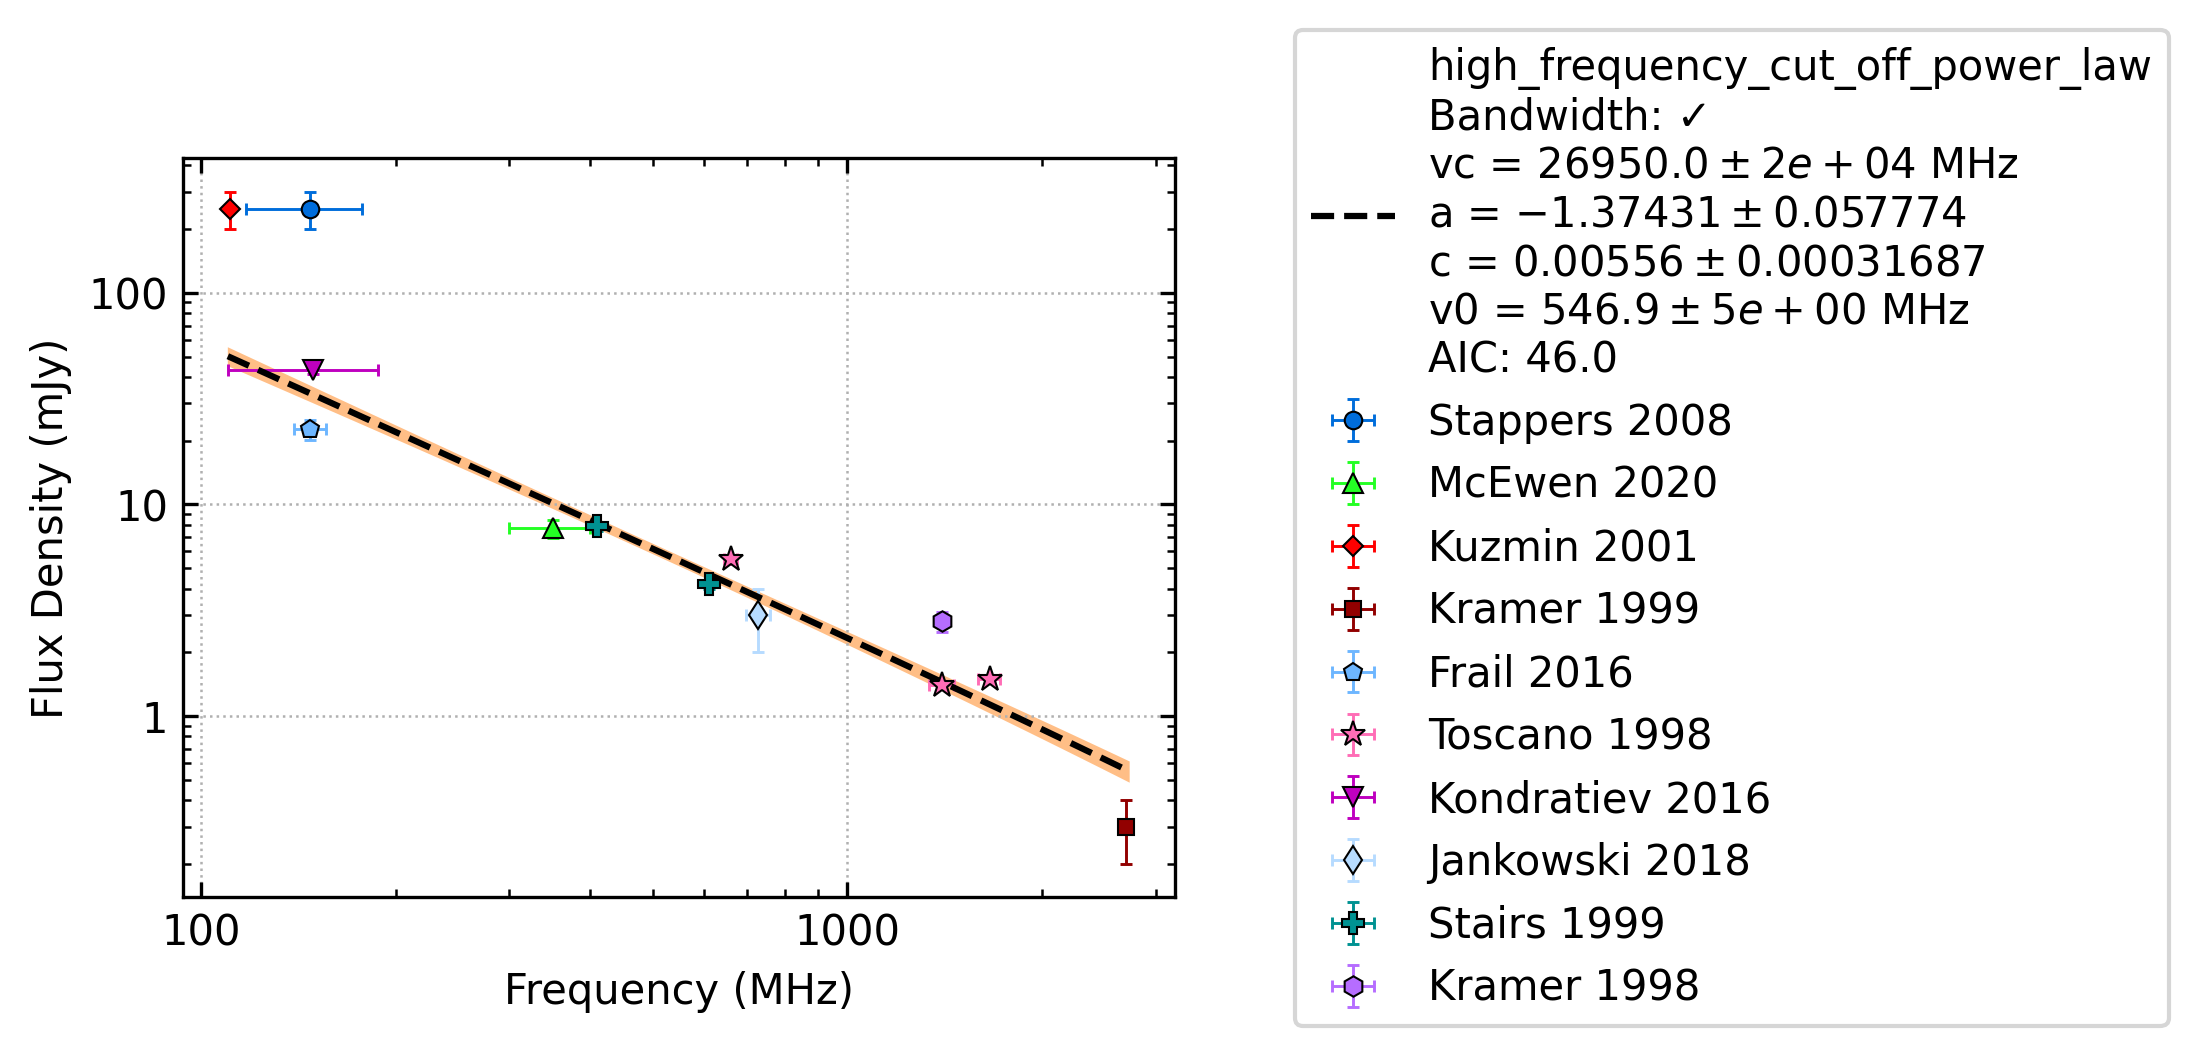 high_frequency_cut_off_power_law
Bandwidth: ✓
vc = 26950.0 ± 2e + 04 MHz
a = −1.37431 ± 0.057774
c = 0.00556 ± 0.00031687
v0 = 546.9 ± 5e + 00 MHz
AIC: 46.0
Stappers 2008
McEwen 2020
Kuzmin 2001
Kramer 1999
Frail 2016
Toscano 1998
Kondratiev 2016
Jankowski 2018
Stairs 1999
Kramer 1998
Flux Density (mJy)
100
10
1
100
1000
Frequency (MHz)